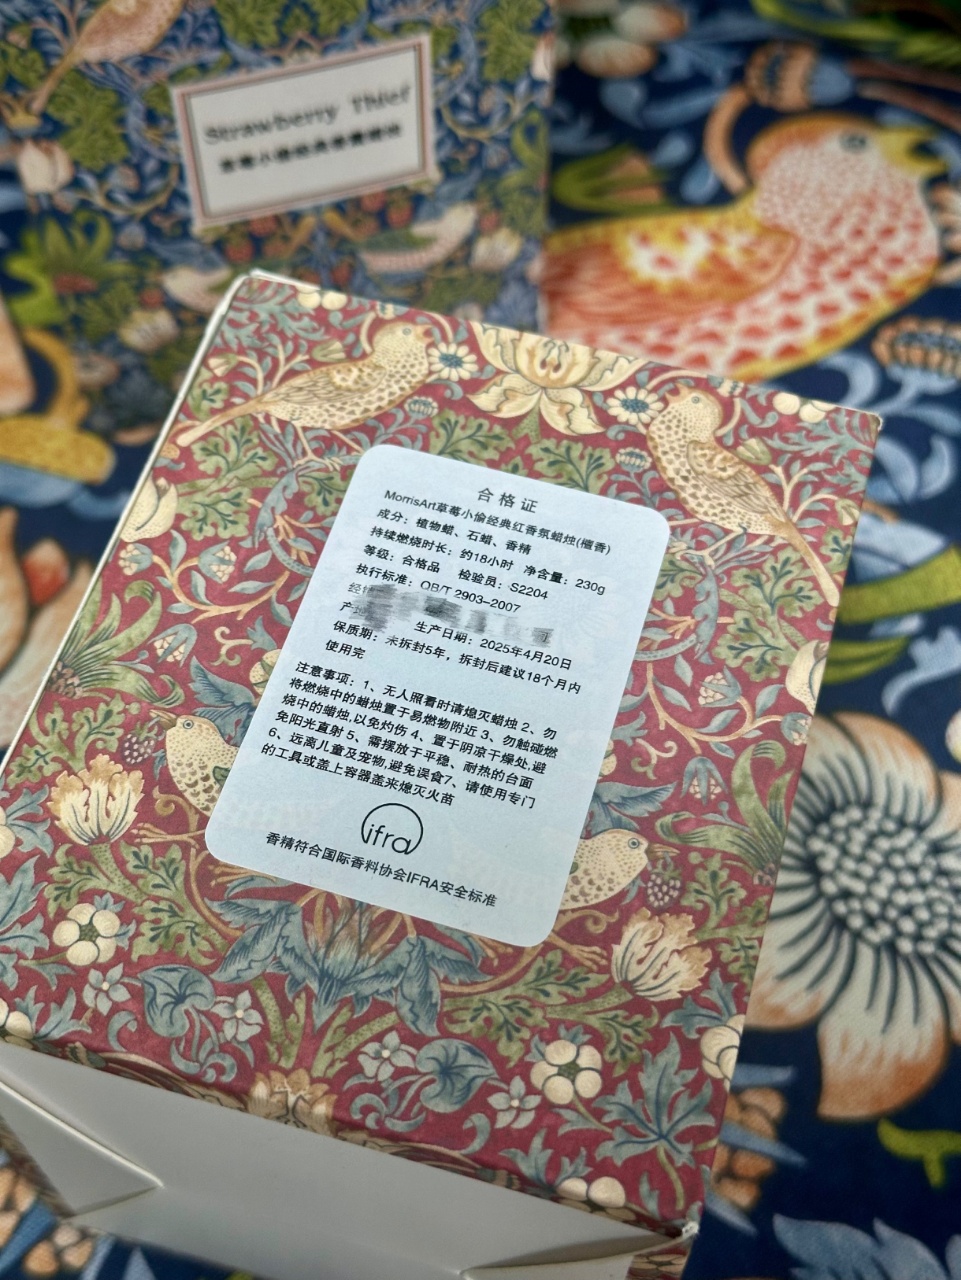 Strawberry Thief
合格证
MorrisArt草莓小偷经典红香氛蜡烛(檀香)
成分：植物蜡、石蜡、香精
持续燃烧时长：约18小时 净含量：230g
等级：合格品 检验员：S2204
执行标准：QB/T 2903-2007
生产日期：2025年4月20日
保质期：未拆封5年，拆封后建议18个月内
使用完
注意事项：1、无人照看时请熄灭蜡烛 2、勿
将燃烧中的蜡烛置于易燃物附近 3、勿触碰燃
烧中的蜡烛,以免灼伤 4、置于阴凉干燥处,避
免阳光直射 5、需摆放于平稳、耐热的台面
6、远离儿童及宠物,避免误食7、请使用专门
的工具或盖上容器盖来熄灭火苗
ifra
香精符合国际香料协会IFRA安全标准